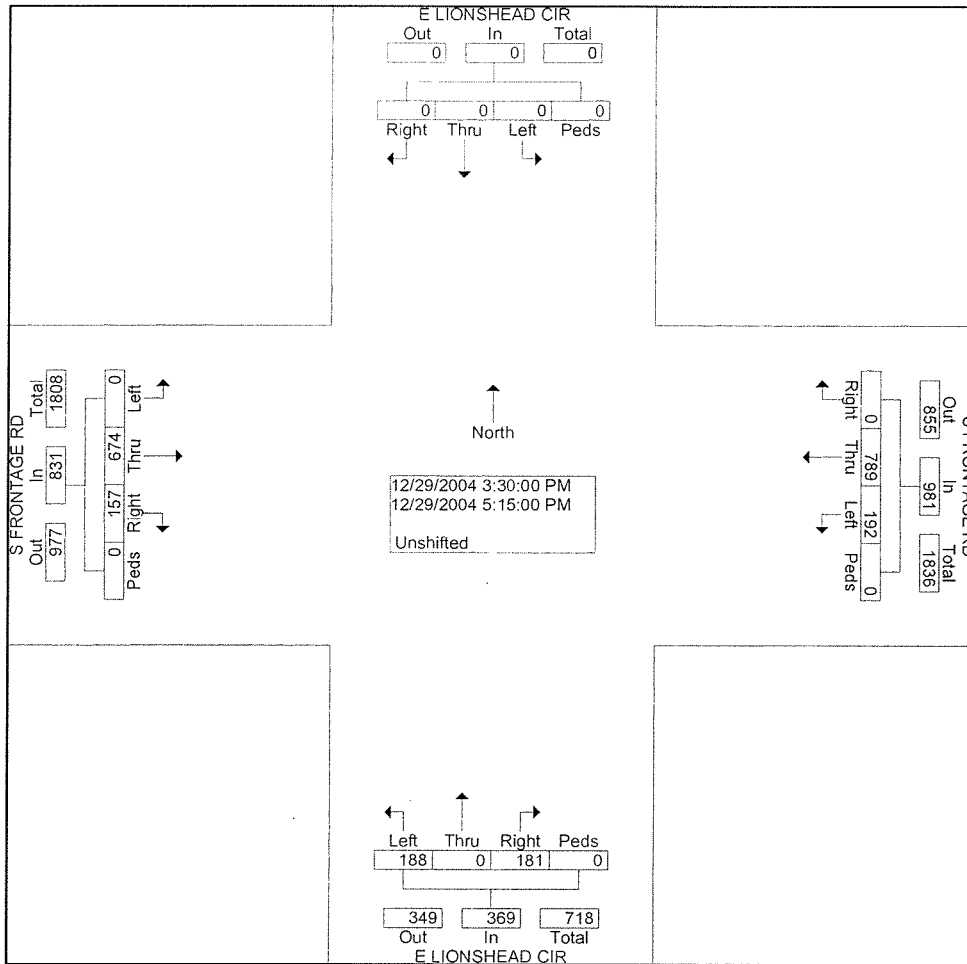 E LIONSHEAD CIR
Out In Total
0 0 0
0 0 0 0
Right Thru Left Peds
S FRONTAGE RD
Total In Out
1808 831 977
0 674 157 0
Left Thru Right Peds
North
12/29/2004 3:30:00 PM
12/29/2004 5:15:00 PM
Unshifted
Right Thru Left Peds
0 789 192 0
Out In Total
855 981 1836
FRONTAGE RD
Left Thru Right Peds
188 0 181 0
349 369 718
Out In Total
E LIONSHEAD CIR